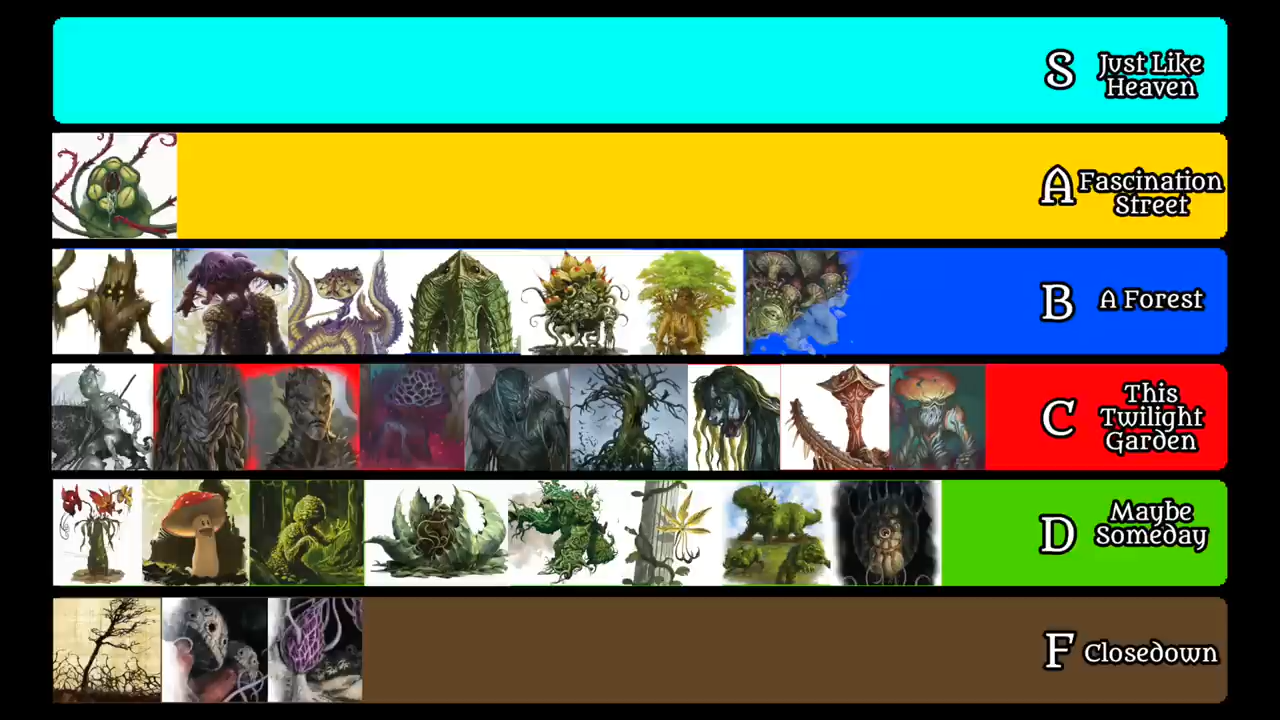 S Just Like
Heaven
A Fascination
Street
B A Forest
C This
Twilight
Garden
D Maybe
Someday
F Closedown